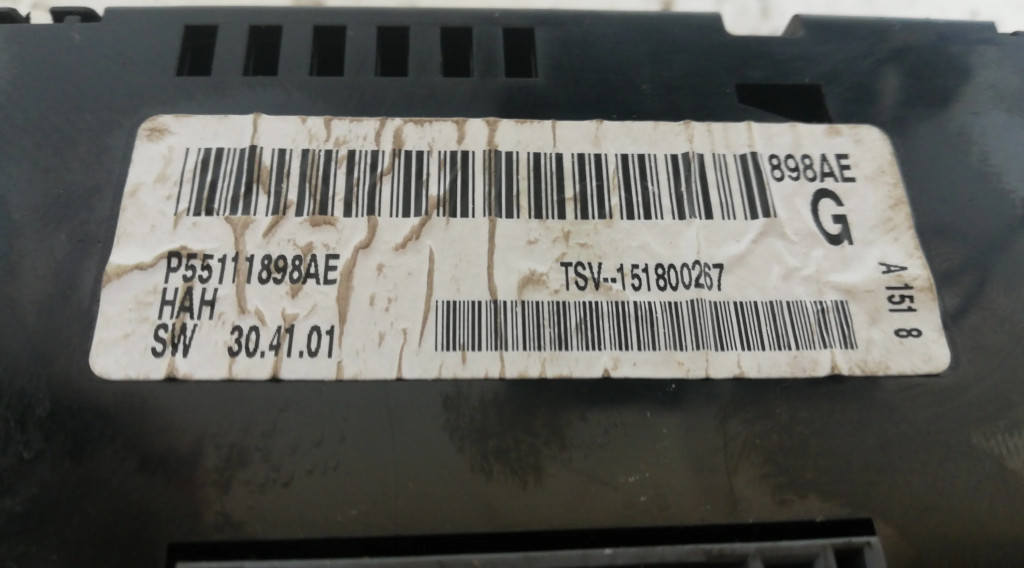 898AE
G
P55111898AE
HAH
SW 30.41.01
TSV--151800267
A 151 8